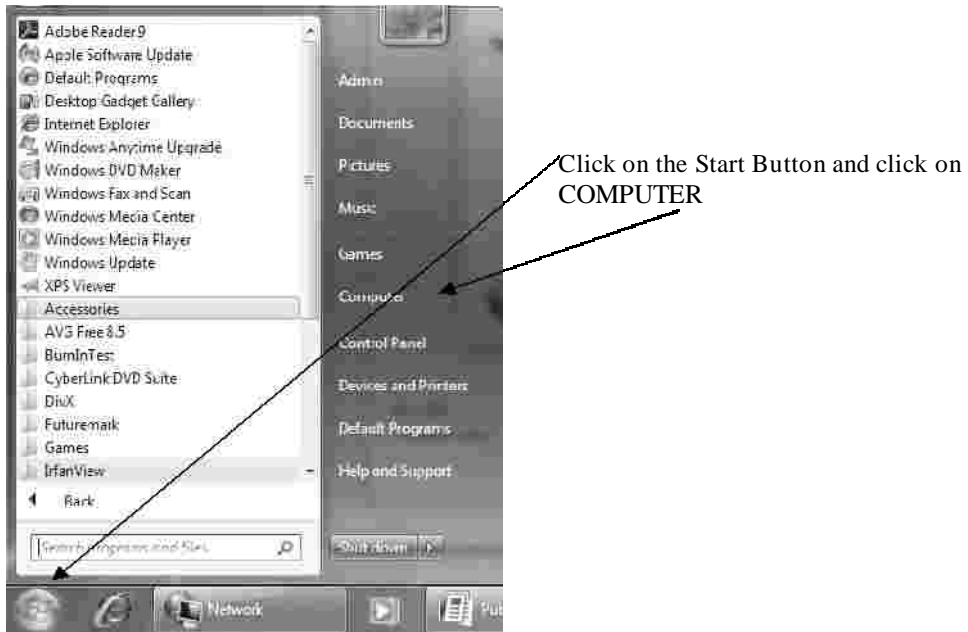 Adobe Reader 9
Apple Software Update
Default Programs
Desktop Gadget Gallery
Internet Explorer
Windows Anytime Upgrade
Windows DVD Maker
Windows Fax and Scan
Windows Media Center
Windows Media Player
Windows Update
XPS Viewer
Accessories
AVG Free 8.5
BurnInTest
CyberLink DVD Suite
DivX
Futuremark
Games
IrfanView
Back
Search programs and files
Admin
Documents
Pictures
Music
Games
Computer
Control Panel
Devices and Printers
Default Programs
Help and Support
Shut down
Network
Click on the Start Button and click on
COMPUTER